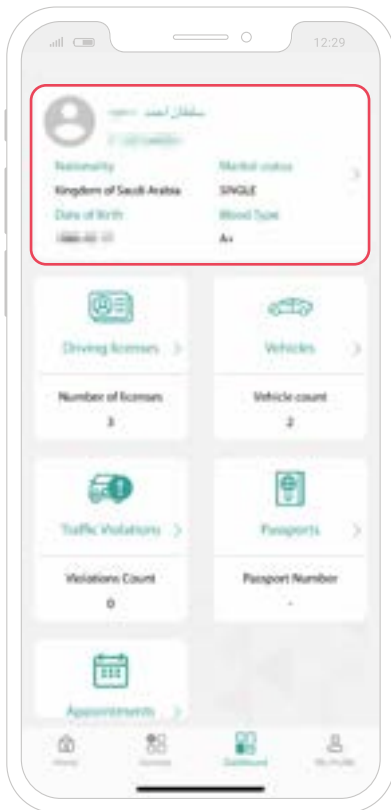 12:29
سلطان احمد
Nationality Marital status
Kingdom of Saudi Arabia SINGLE
Date of Birth Blood Type
A+
Driving licenses Vehicles
Number of licenses Vehicle count
3 2
Traffic Violations Passports
Violations Count Passport Number
0 -
Appointments
Home Services Dashboard My Profile